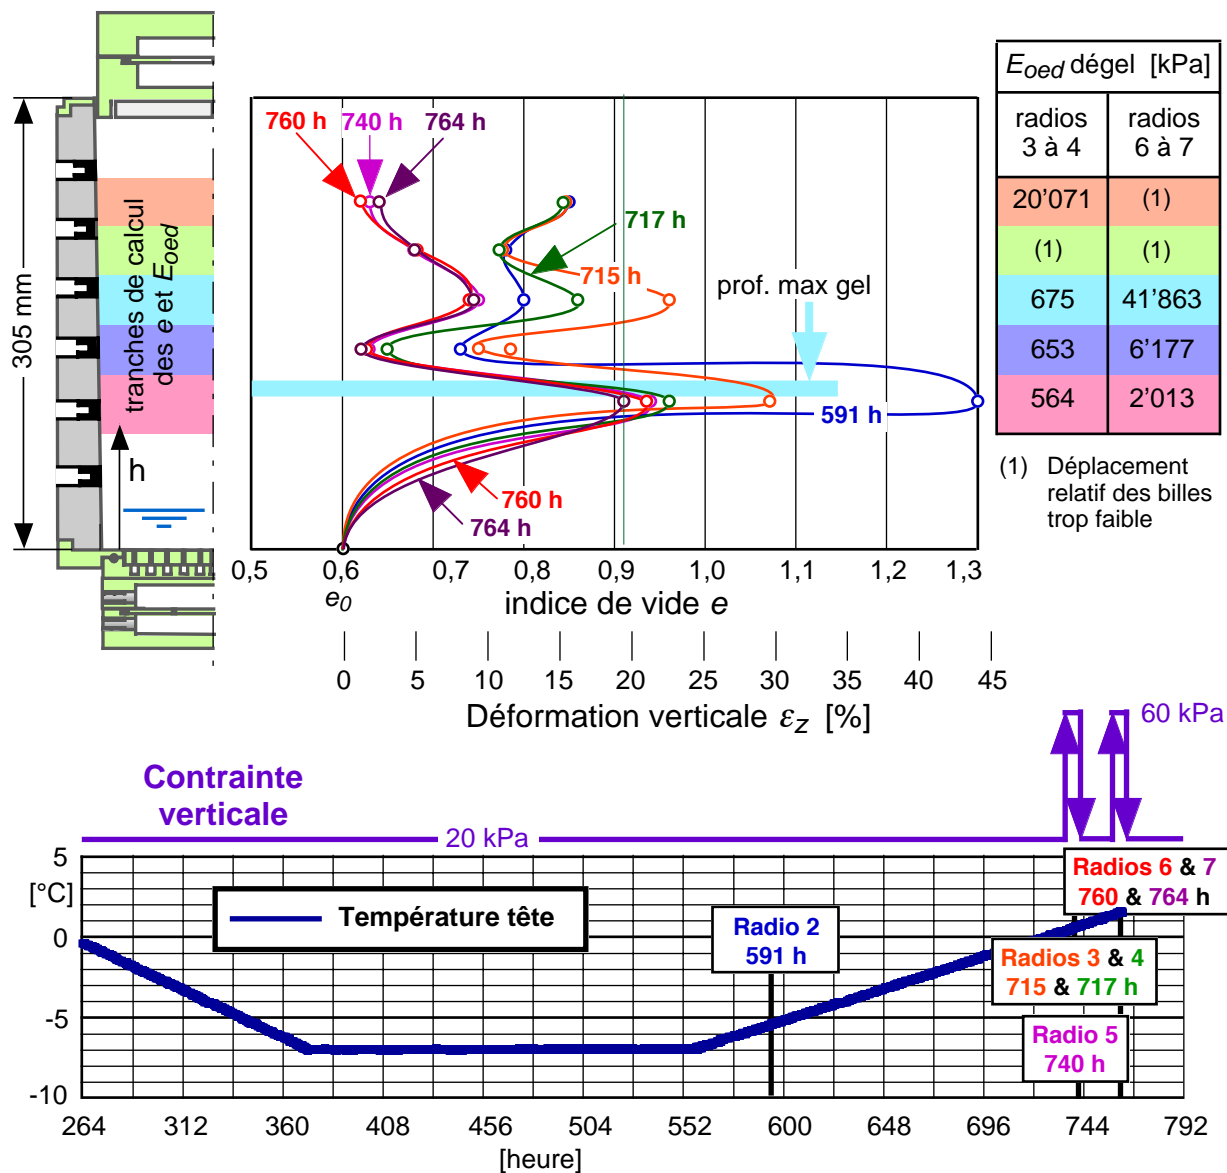 760 h
740 h
764 h
717 h
715 h
prof. max gel
591 h
760 h
764 h
305 mm
tranches de calcul
des e et Eoed
h
0,5
0,6
0,7
0,8
0,9
1,0
1,1
1,2
1,3
e0
indice de vide e
0
5
10
15
20
25
30
35
40
45
Déformation verticale εz [%]
Eoed dégel [kPa]
radios
3 à 4
radios
6 à 7
20’071
(1)
(1)
(1)
675
41’863
653
6’177
564
2’013
(1) Déplacement
relatif des billes
trop faible
60 kPa
Contrainte
verticale
20 kPa
5
[°C]
0
-5
-10
Température tête
Radio 2
591 h
Radios 6 & 7
760 & 764 h
Radios 3 & 4
715 & 717 h
Radio 5
740 h
264
312
360
408
456
504
552
600
648
696
744
792
[heure]